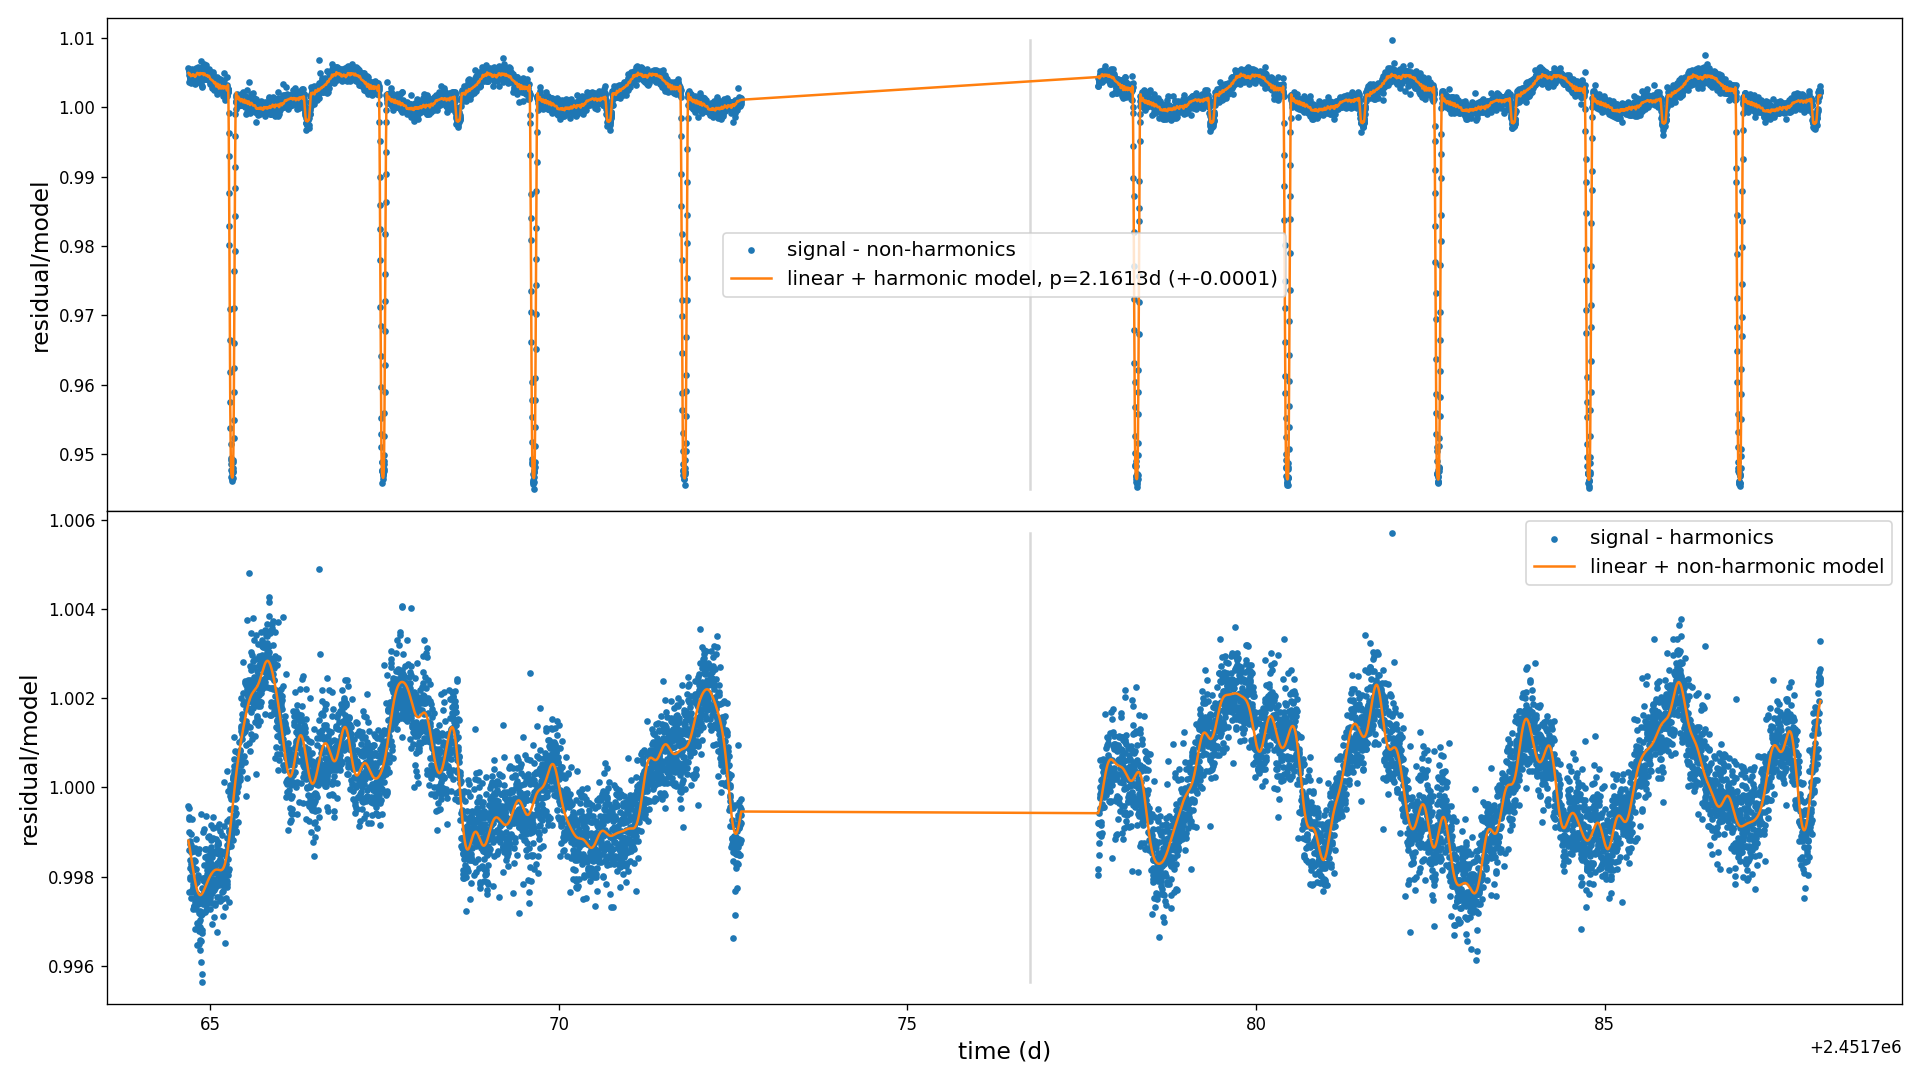 1.01
1.00
0.99
0.98
0.97
0.96
0.95
residual/model
signal - non-harmonics
linear + harmonic model, p=2.1613d (+-0.0001)
1.006
1.004
1.002
1.000
0.998
0.996
residual/model
signal - harmonics
linear + non-harmonic model
65
70
75
80
85
time (d)
+2.4517e6